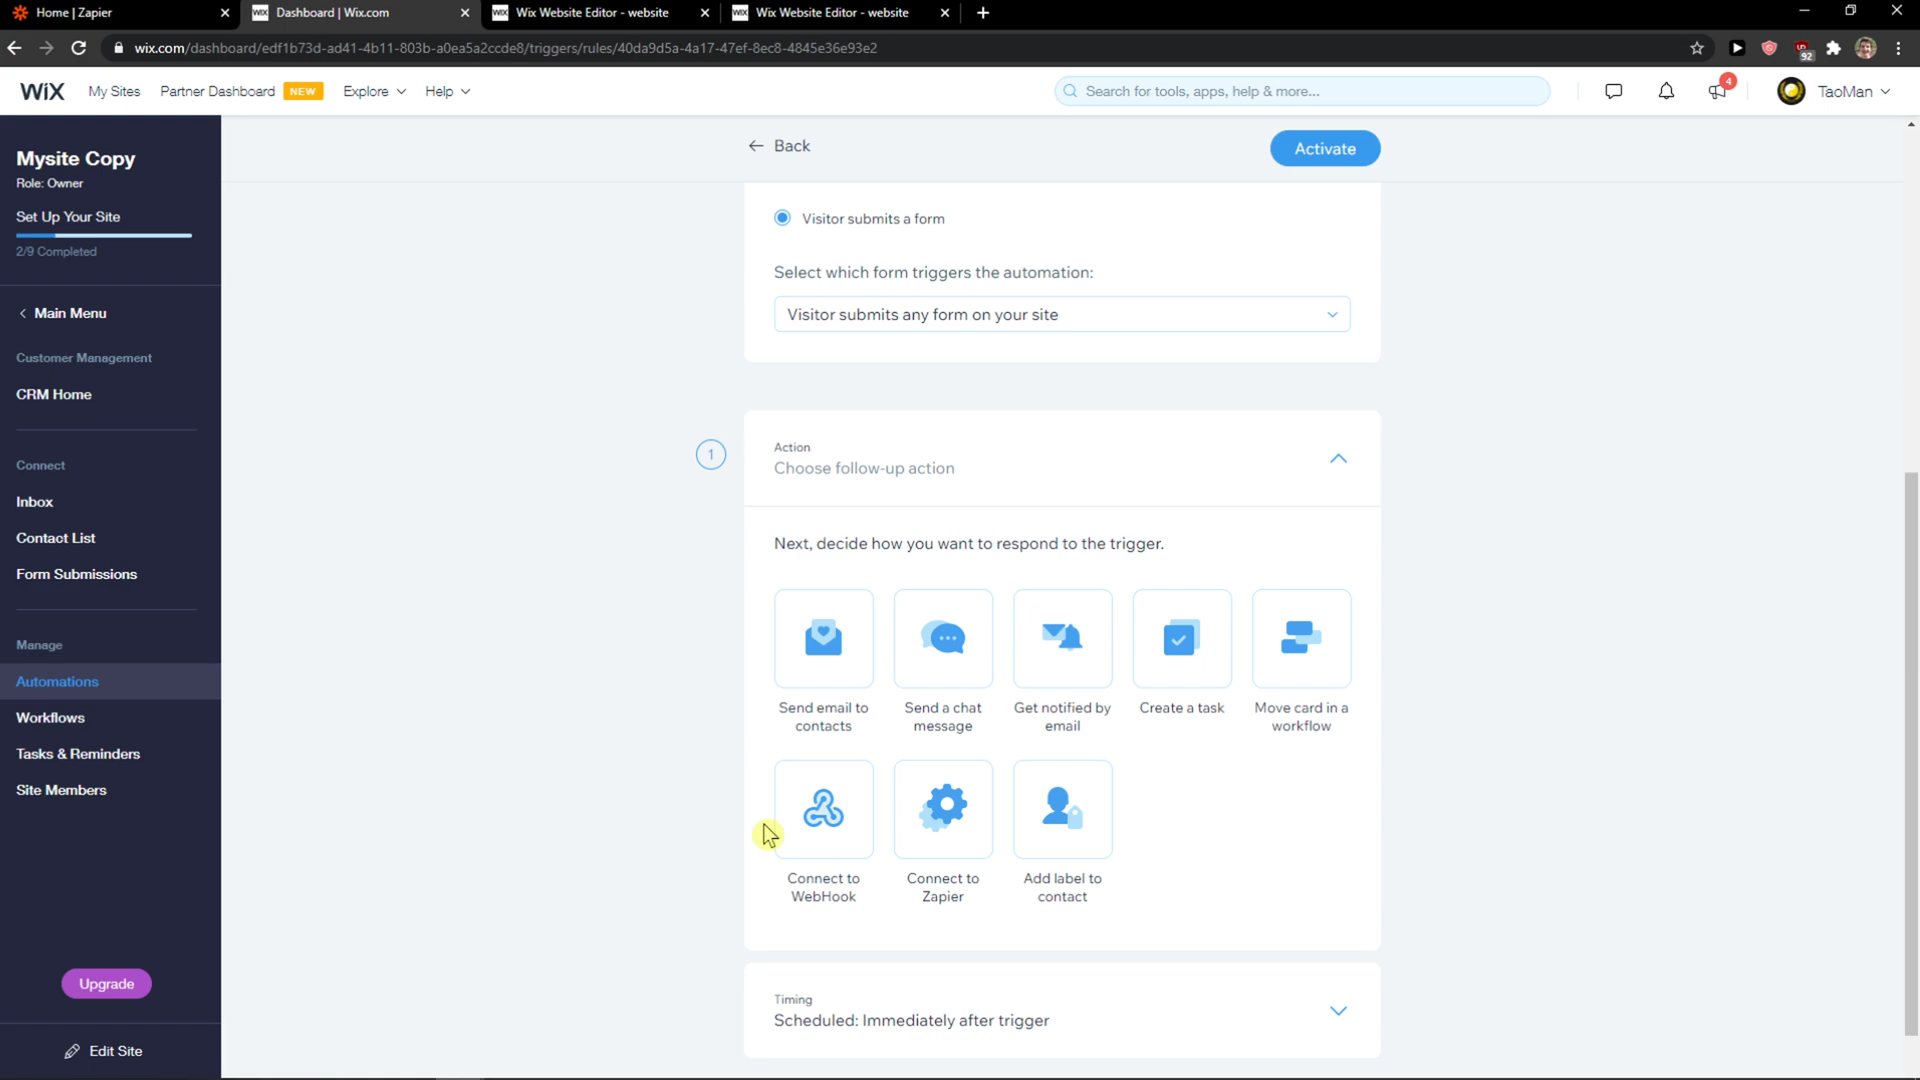 Home | Zapier
Dashboard | Wix.com
Wix Website Editor - website
Wix Website Editor - website
wix.com/dashboard/edf1b73d-ad41-4b11-803b-a0ea5a2ccde8/triggers/rules/40da9d5a-4a17-47ef-8ec8-4845e36e93e2
92
WiX
My Sites
Partner Dashboard
NEW
Explore
Help
Search for tools, apps, help & more...
4
TaoMan
Mysite Copy
Role: Owner
Set Up Your Site
2/9 Completed
Main Menu
Customer Management
CRM Home
Connect
Inbox
Contact List
Form Submissions
Manage
Automations
Workflows
Tasks & Reminders
Site Members
Upgrade
Edit Site
Back
Activate
Visitor submits a form
Select which form triggers the automation:
Visitor submits any form on your site
1
Action
Choose follow-up action
Next, decide how you want to respond to the trigger.
Send email to
contacts
Send a chat
message
Get notified by
email
Create a task
Move card in a
workflow
Connect to
WebHook
Connect to
Zapier
Add label to
contact
Timing
Scheduled: Immediately after trigger